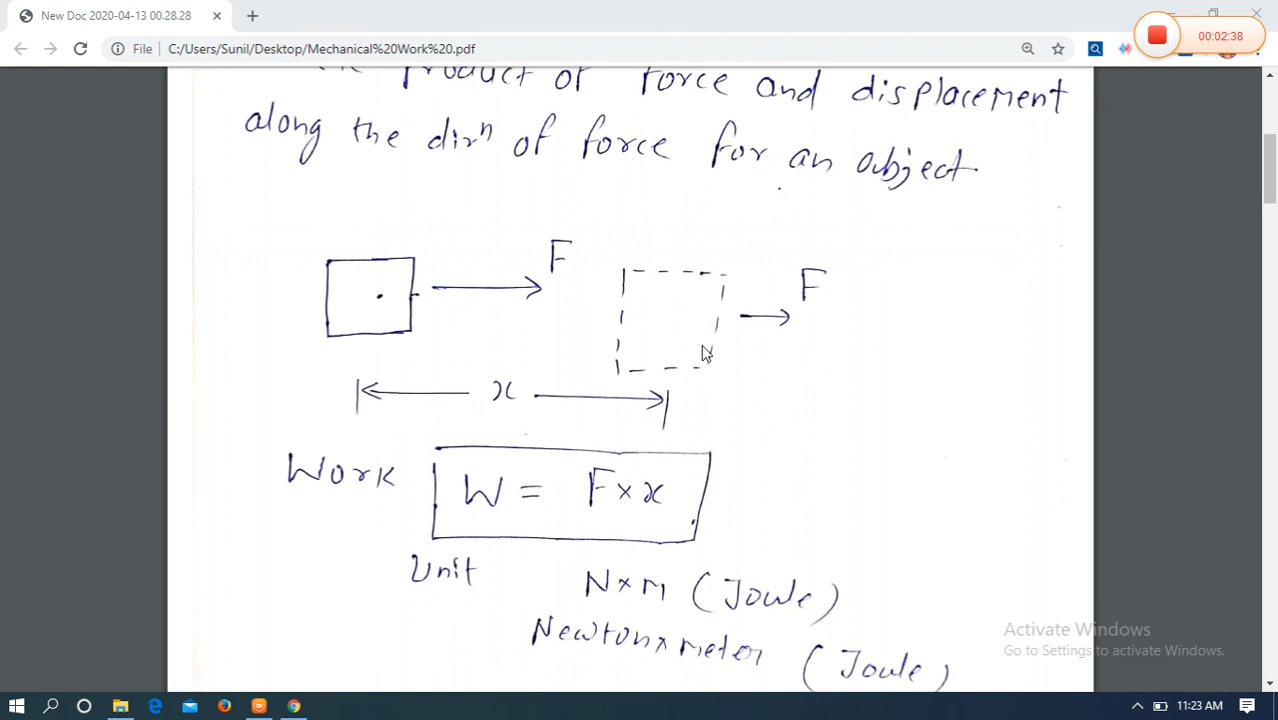 New Doc 2020-04-13 00.28.28
00:02:38
File C:/Users/Sunil/Desktop/Mechanical%20Work%20.pdf
the product of force and displacement
along the dirⁿ of force for an object
F
F
x
Work W = F×x
Unit N×m (Joule)
Newton×meter (Joule)
Activate Windows
Go to Settings to activate Windows.
11:23 AM